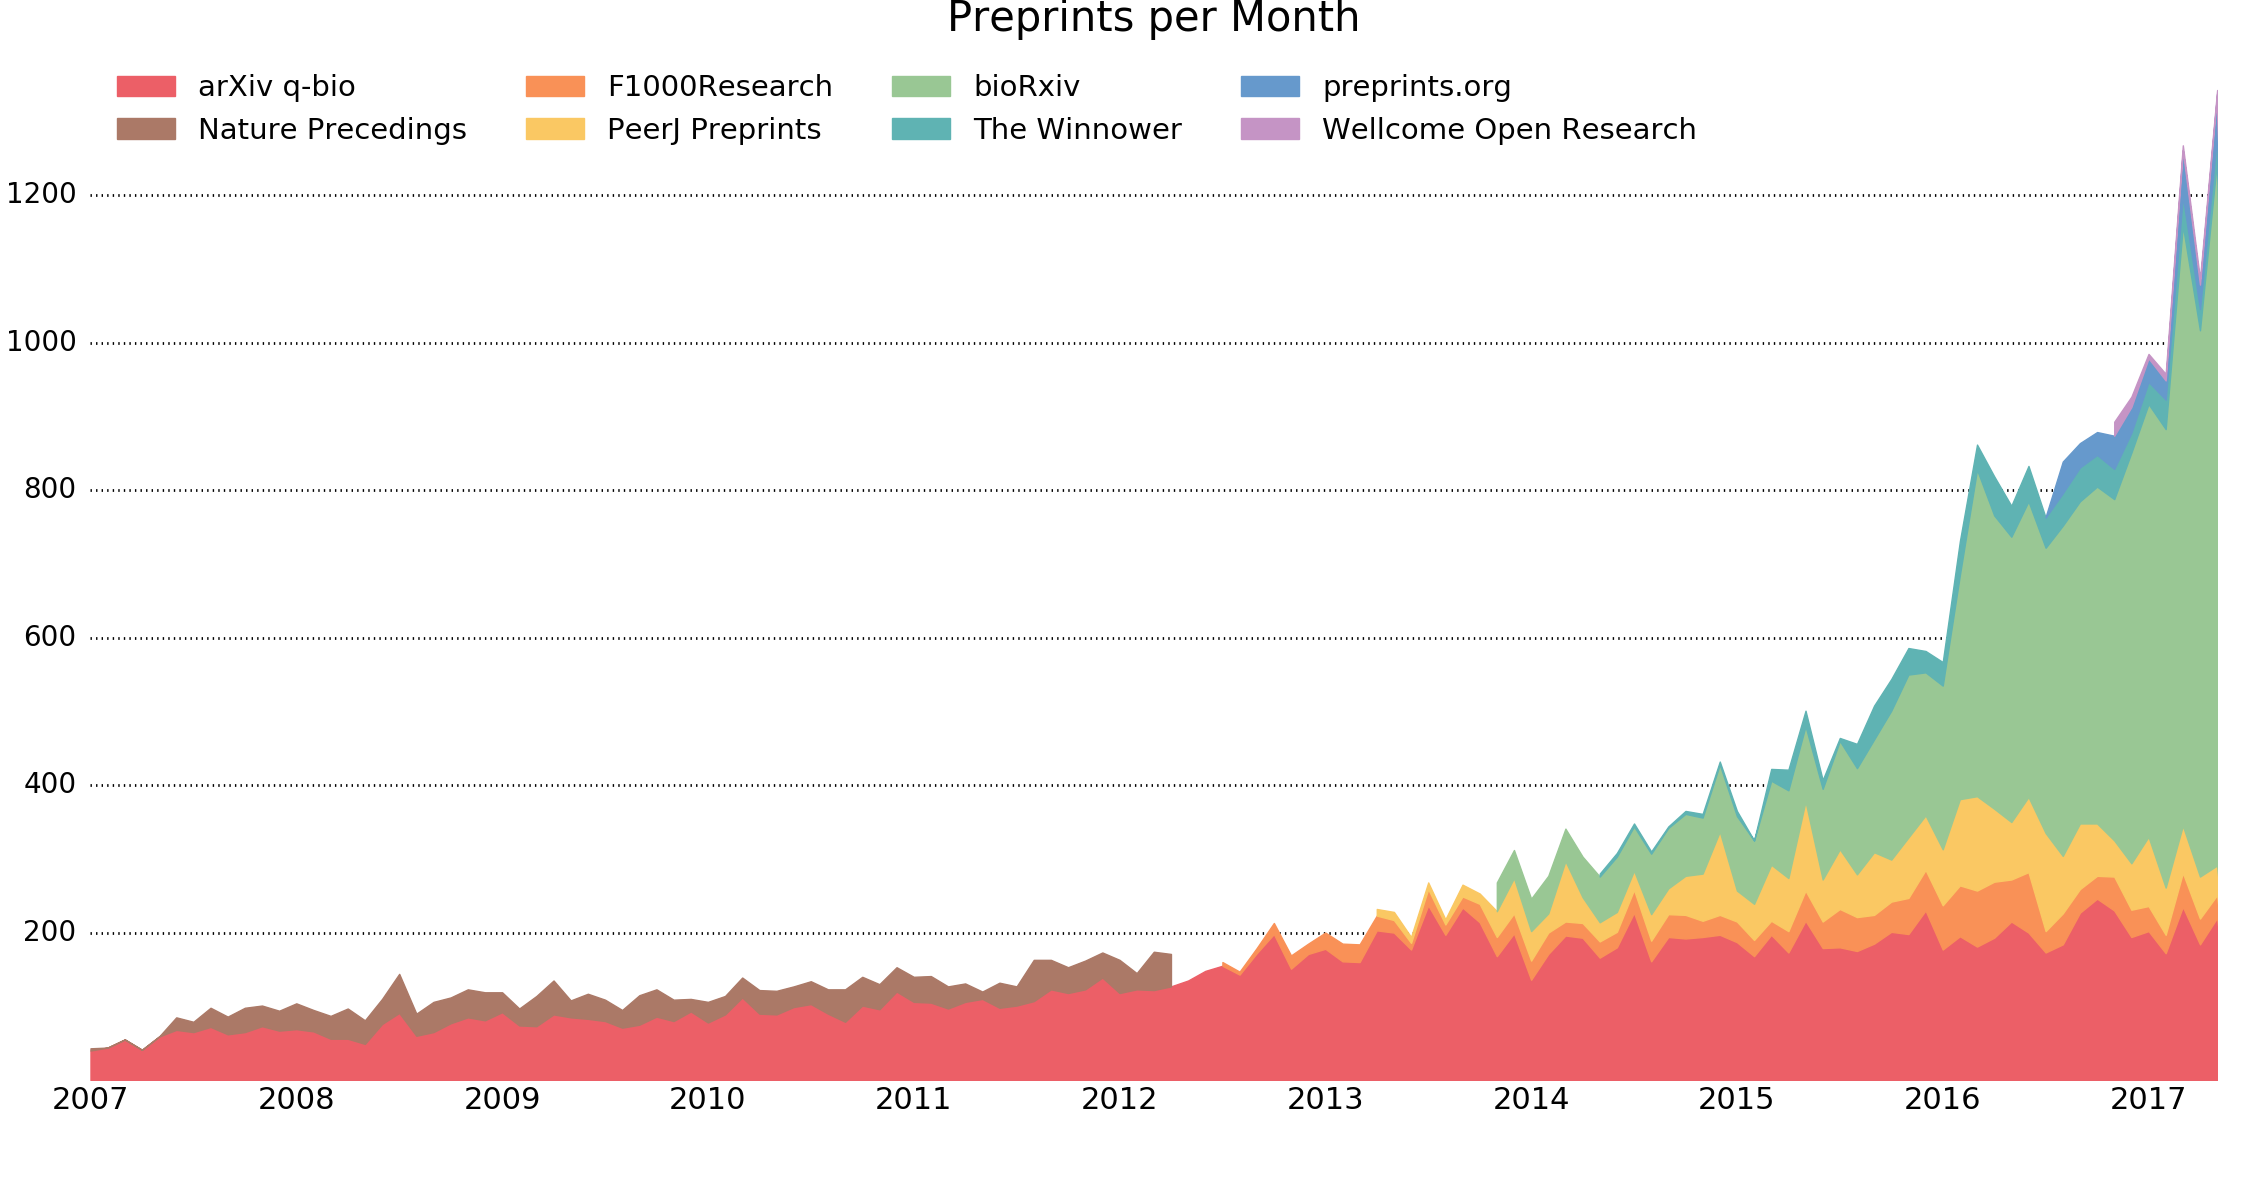 Preprints per Month
arXiv q-bio F1000Research bioRxiv preprints.org
Nature Precedings PeerJ Preprints The Winnower Wellcome Open Research
1200
1000
800
600
400
200
2007 2008 2009 2010 2011 2012 2013 2014 2015 2016 2017